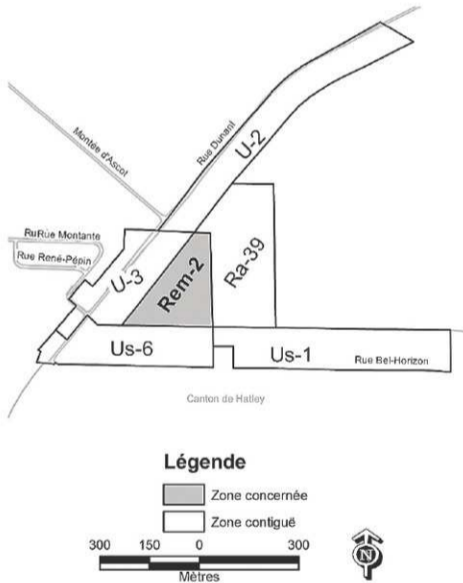 Rue Dunant
U-2
Montée d'Ascot
Rue Montante
Rue René-Pépin
U-3
Rem-2
Ra-39
Us-6
Us-1
Rue Bel-Horizon
Canton de Hatley
Légende
Zone concernée
Zone contiguë
300 150 0 300
Mètres
N